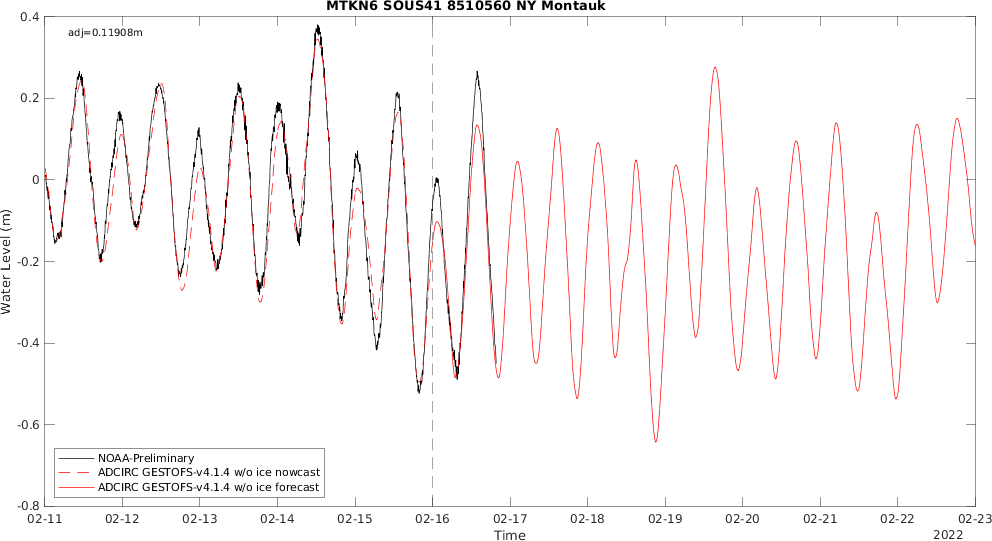 MTKN6 SOUS41 8510560 NY Montauk
adj=0.11908m
0.4
0.2
0
-0.2
-0.4
-0.6
-0.8
Water Level (m)
NOAA-Preliminary
ADCIRC GESTOFS-v4.1.4 w/o ice nowcast
ADCIRC GESTOFS-v4.1.4 w/o ice forecast
02-11 02-12 02-13 02-14 02-15 02-16 02-17 02-18 02-19 02-20 02-21 02-22 02-23
Time
2022